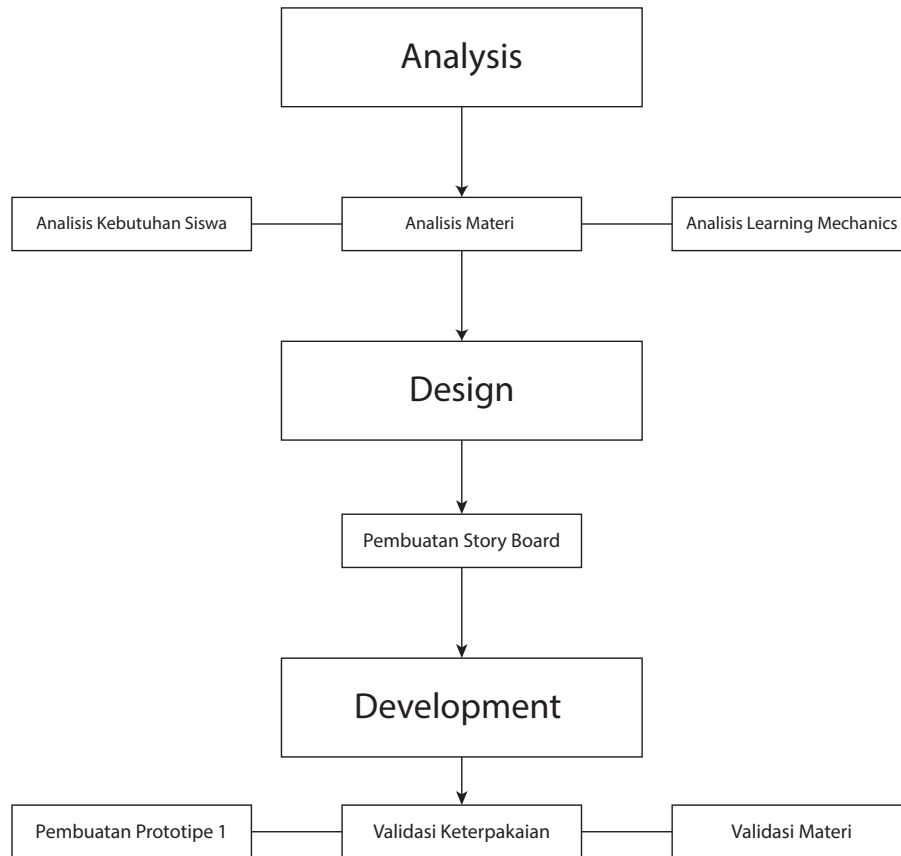 Analysis
Analisis Kebutuhan Siswa
Analisis Materi
Analisis Learning Mechanics
Design
Pembuatan Story Board
Development
Pembuatan Prototipe 1
Validasi Keterpakaian
Validasi Materi